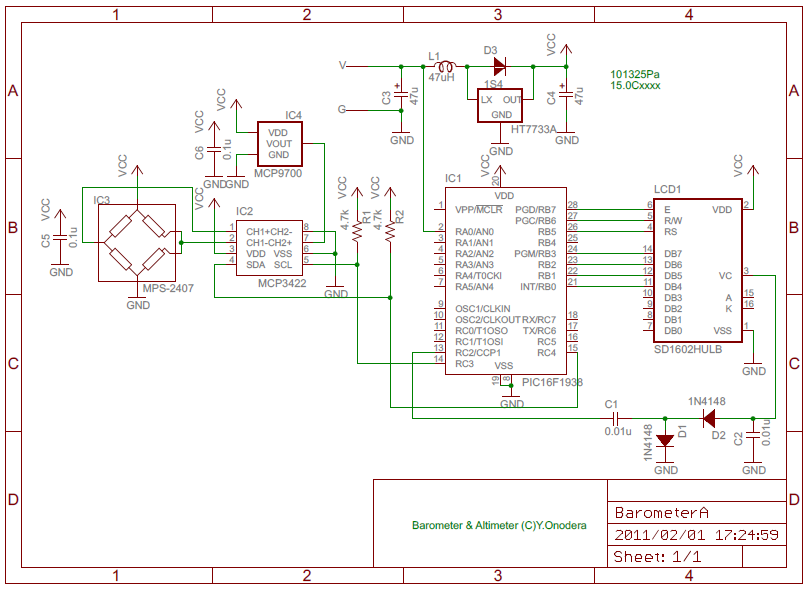 1 2 3 4
A A
B B
C C
D D
V
G
L1
47uH
D3
1S4
VCC
LX OUT
GND
HT7733A
GND
C3
47u
GND
C4
47u
GND
101325Pa
15.0Cxxxx
VCC
C6
0.1u
GND
VCC
GND
IC4
VDD
VOUT
GND
MCP9700
VCC
IC3
MPS-2407
GND
VCC
C5
0.1u
GND
VCC
IC2
1 CH1+CH2- 8
2 CH1-CH2+ 7
3 VDD VSS 6
4 SDA SCL 5
MCP3422
GND
VCC
4.7k
R1
VCC
4.7k
R2
IC1
VCC
20
VDD
1 VPP/MCLR PGD/RB7 28
PGC/RB6 27
2 RA0/AN0 RB5 26
3 RA1/AN1 RB4 25
4 RA2/AN2 PGM/RB3 24
5 RA3/AN3 RB2 23
6 RA4/T0CKI RB1 22
7 RA5/AN4 INT/RB0 21
9 OSC1/CLKIN
10 OSC2/CLKOUT RX/RC7 18
11 RC0/T1OSO TX/RC6 17
12 RC1/T1OSI RC5 16
13 RC2/CCP1 RC4 15
14 RC3
VSS
19 8
PIC16F1938
GND
LCD1
VCC
6 E VDD 2
5 R/W
4 RS
14 DB7
13 DB6
12 DB5 VC 3
11 DB4
10 DB3 A 15
9 DB2 K 16
8 DB1
7 DB0 VSS 1
SD1602HULB
GND
C1
0.01u
1N4148
D1
GND
1N4148
D2
C2
0.01u
GND
Barometer & Altimeter (C)Y.Onodera
BarometerA
2011/02/01 17:24:59
Sheet: 1/1
1 2 3 4